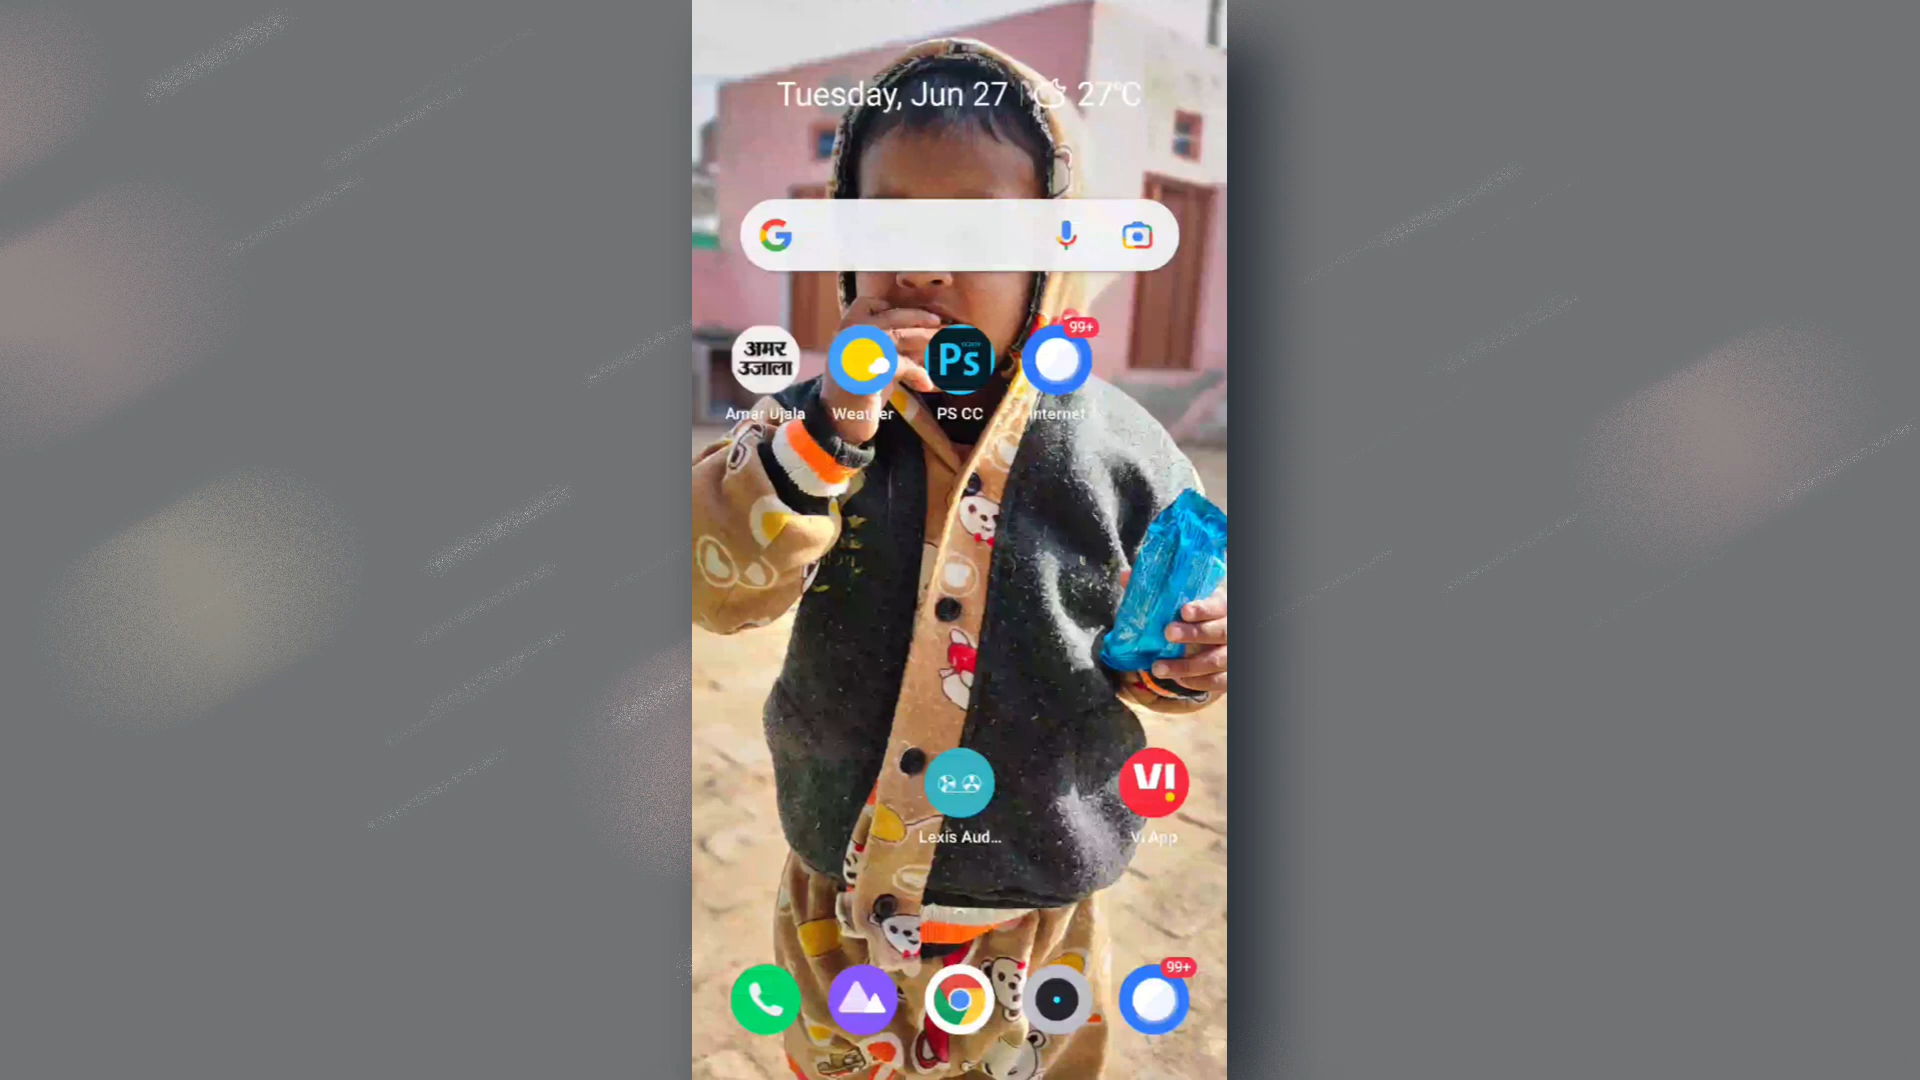 Tuesday, Jun 27 27°C
अमर
उजाला
Ps
99+
Amar Ujala
Weather
PS CC
Internet
VI
Lexis Aud...
Vi App
99+